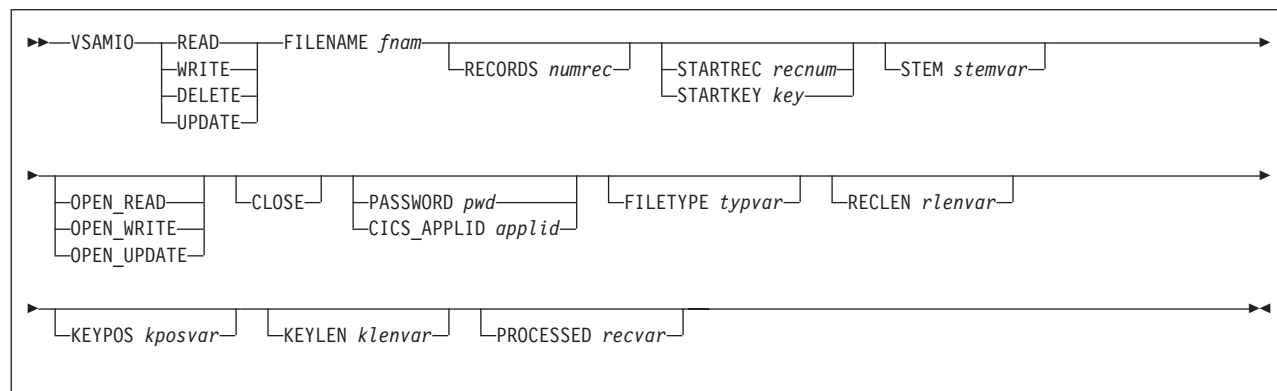 VSAMIO READ FILENAME fnam
WRITE RECORDS numrec STARTREC recnum STEM stemvar
DELETE STARTKEY key
UPDATE
OPEN_READ CLOSE PASSWORD pwd FILETYPE typvar RECLEN rlenvar
OPEN_WRITE CICS_APPLID applid
OPEN_UPDATE
KEYPOS kposvar KEYLEN klenvar PROCESSED recvar